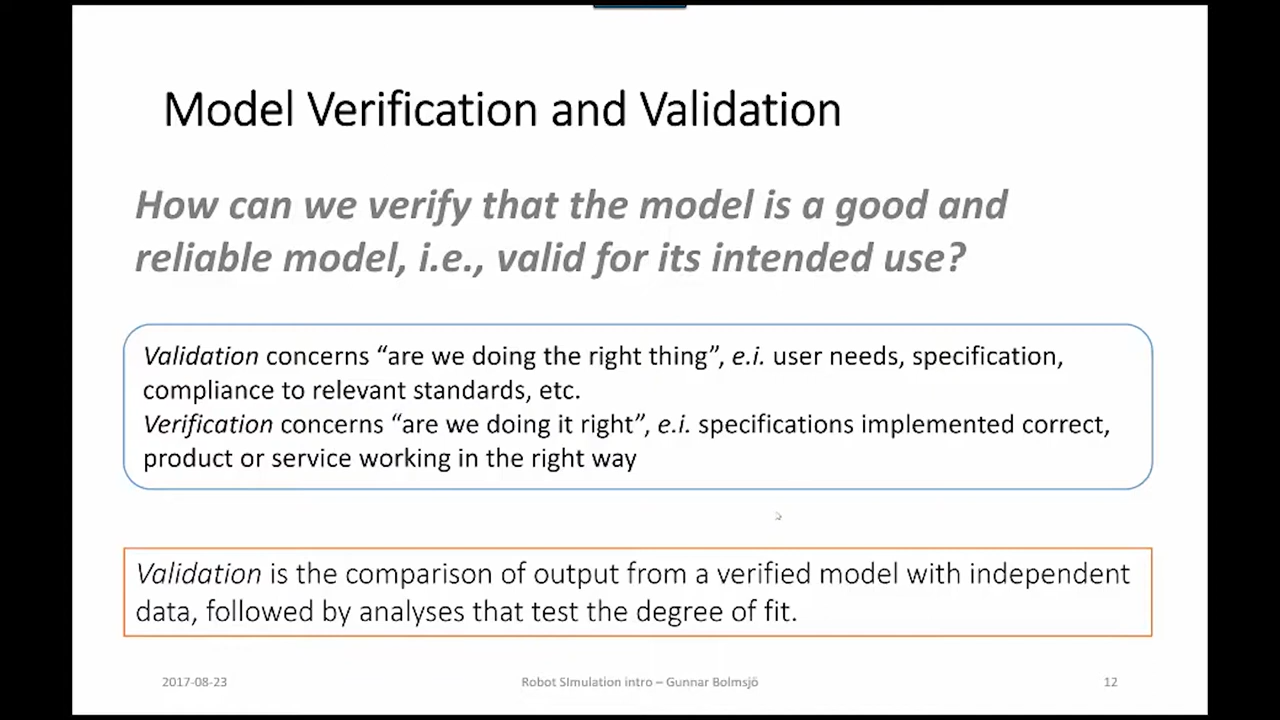 Model Verification and Validation
How can we verify that the model is a good and
reliable model, i.e., valid for its intended use?
Validation concerns “are we doing the right thing”, e.i. user needs, specification,
compliance to relevant standards, etc.
Verification concerns “are we doing it right”, e.i. specifications implemented correct,
product or service working in the right way
Validation is the comparison of output from a verified model with independent
data, followed by analyses that test the degree of fit.
2017-08-23
Robot SImulation intro – Gunnar Bolmsjö
12